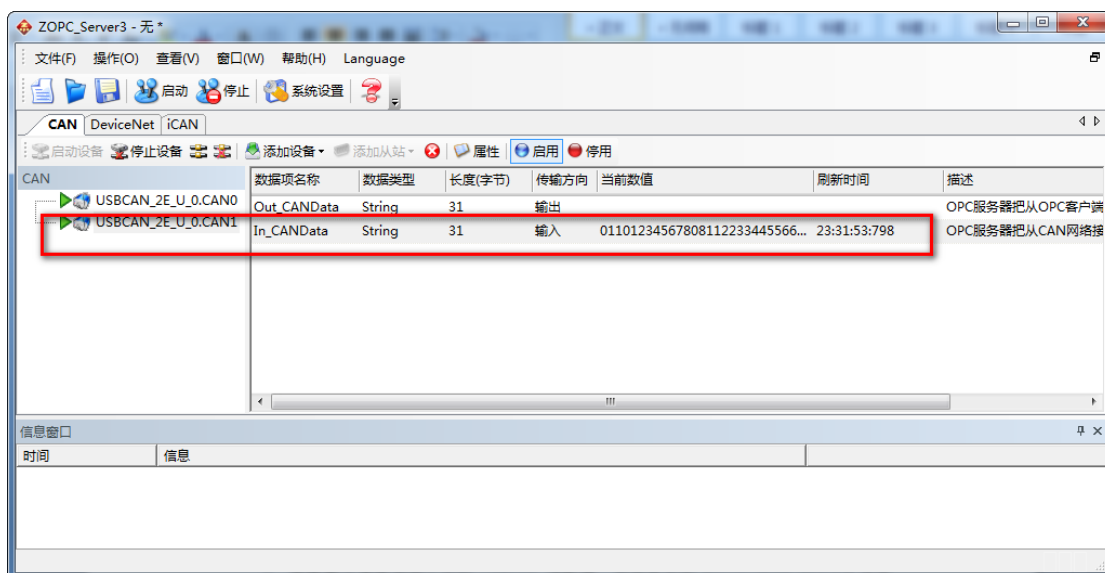 ZOPC_Server3 - 无 *
文件(F) 操作(O) 查看(V) 窗口(W) 帮助(H) Language
启动 停止 系统设置
CAN DeviceNet iCAN
启动设备 停止设备 添加设备 添加从站 属性 启用 停用
CAN
数据项名称 数据类型 长度(字节) 传输方向 当前数值 刷新时间 描述
USBCAN_2E_U_0.CAN0
Out_CANData String 31 输出 OPC服务器把从OPC客户端
USBCAN_2E_U_0.CAN1
In_CANData String 31 输入 01101234567808112233445566... 23:31:53:798 OPC服务器把从CAN网络接
信息窗口
时间 信息